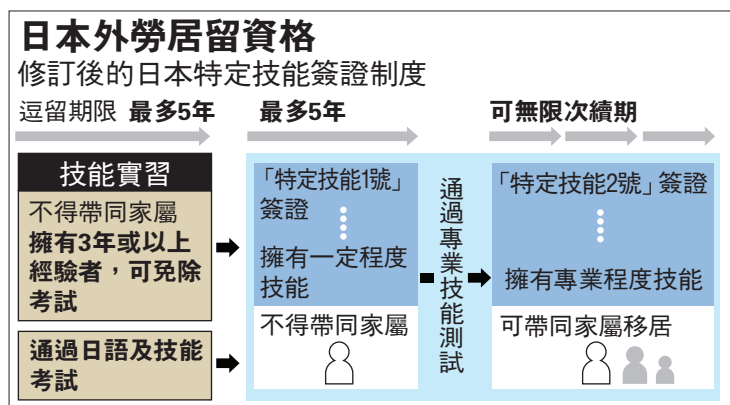 日本外勞居留資格
修訂後的日本特定技能簽證制度
逗留期限 最多5年
最多5年
可無限次續期
技能實習
不得帶同家屬
擁有3年或以上
經驗者，可免除
考試
通過日語及技能
考試
「特定技能1號」
簽證
擁有一定程度
技能
不得帶同家屬
通過專業技能測試
「特定技能2號」簽證
擁有專業程度技能
可帶同家屬移居